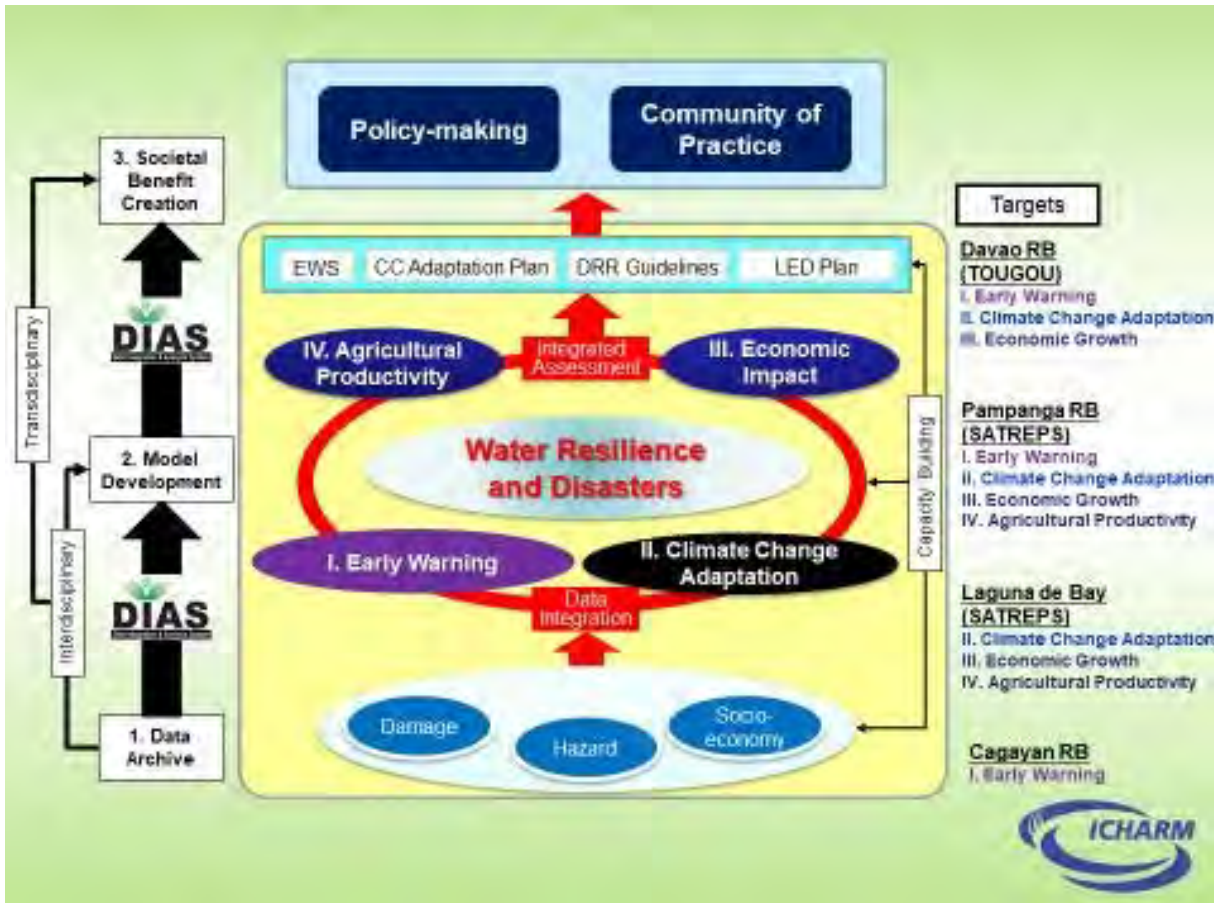 Policy-making
Community of
Practice
3. Societal
Benefit
Creation
Transdisciplinary
DIAS
2. Model
Development
Interdisciplinary
DIAS
1. Data
Archive
EWS
CC Adaptation Plan
DRR Guidelines
LED Plan
IV. Agricultural
Productivity
Integrated
Assessment
III. Economic
Impact
Water Resilience
and Disasters
I. Early Warning
II. Climate Change
Adaptation
Data
Integration
Damage
Hazard
Socio-
economy
Capacity Building
Targets
Davao RB
(TOUGOU)
I. Early Warning
II. Climate Change Adaptation
III. Economic Growth
Pampanga RB
(SATREPS)
I. Early Warning
II. Climate Change Adaptation
III. Economic Growth
IV. Agricultural Productivity
Laguna de Bay
(SATREPS)
II. Climate Change Adaptation
III. Economic Growth
IV. Agricultural Productivity
Cagayan RB
I. Early Warning
ICHARM